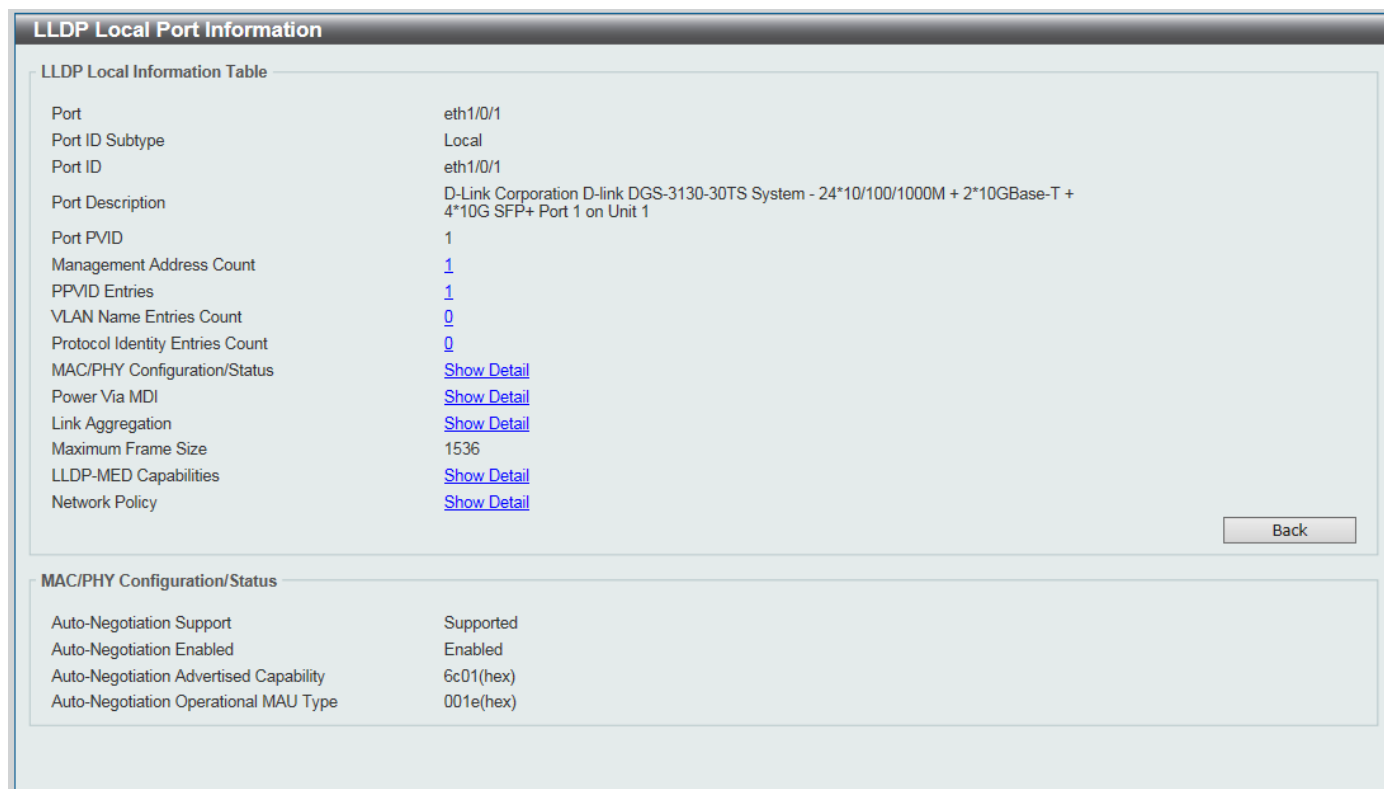 LLDP Local Port Information
LLDP Local Information Table
Port eth1/0/1
Port ID Subtype Local
Port ID eth1/0/1
Port Description D-Link Corporation D-link DGS-3130-30TS System - 24*10/100/1000M + 2*10GBase-T +
4*10G SFP+ Port 1 on Unit 1
Port PVID 1
Management Address Count 1
PPVID Entries 1
VLAN Name Entries Count 0
Protocol Identity Entries Count 0
MAC/PHY Configuration/Status Show Detail
Power Via MDI Show Detail
Link Aggregation Show Detail
Maximum Frame Size 1536
LLDP-MED Capabilities Show Detail
Network Policy Show Detail
Back
MAC/PHY Configuration/Status
Auto-Negotiation Support Supported
Auto-Negotiation Enabled Enabled
Auto-Negotiation Advertised Capability 6c01(hex)
Auto-Negotiation Operational MAU Type 001e(hex)